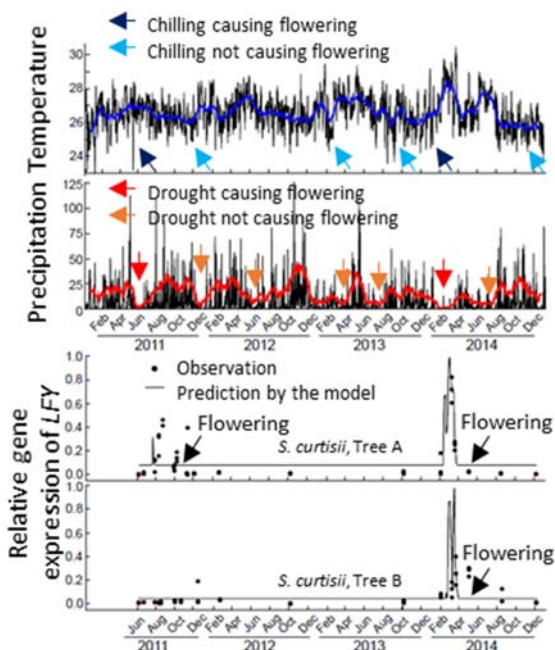 Chilling causing flowering
Chilling not causing flowering
Temperature
30
28
26
24
Drought causing flowering
Drought not causing flowering
Precipitation
125
100
75
50
25
0
Feb Apr Jun Aug Oct Dec Feb Apr Jun Aug Oct Dec Feb Apr Jun Aug Oct Dec Feb Apr Jun Aug Oct Dec
2011 2012 2013 2014
Relative gene
expression of LFY
1.0
0.8
0.6
0.4
0.2
0.0
Observation
Prediction by the model
Flowering
S. curtisii, Tree A
Flowering
1.0
0.8
0.6
0.4
0.2
0.0
Flowering
S. curtisii, Tree B
Jun Aug Oct Dec Feb Apr Jun Aug Oct Dec Feb Apr Jun Aug Oct Dec Feb Apr Jun Aug Oct Dec
2011 2012 2013 2014